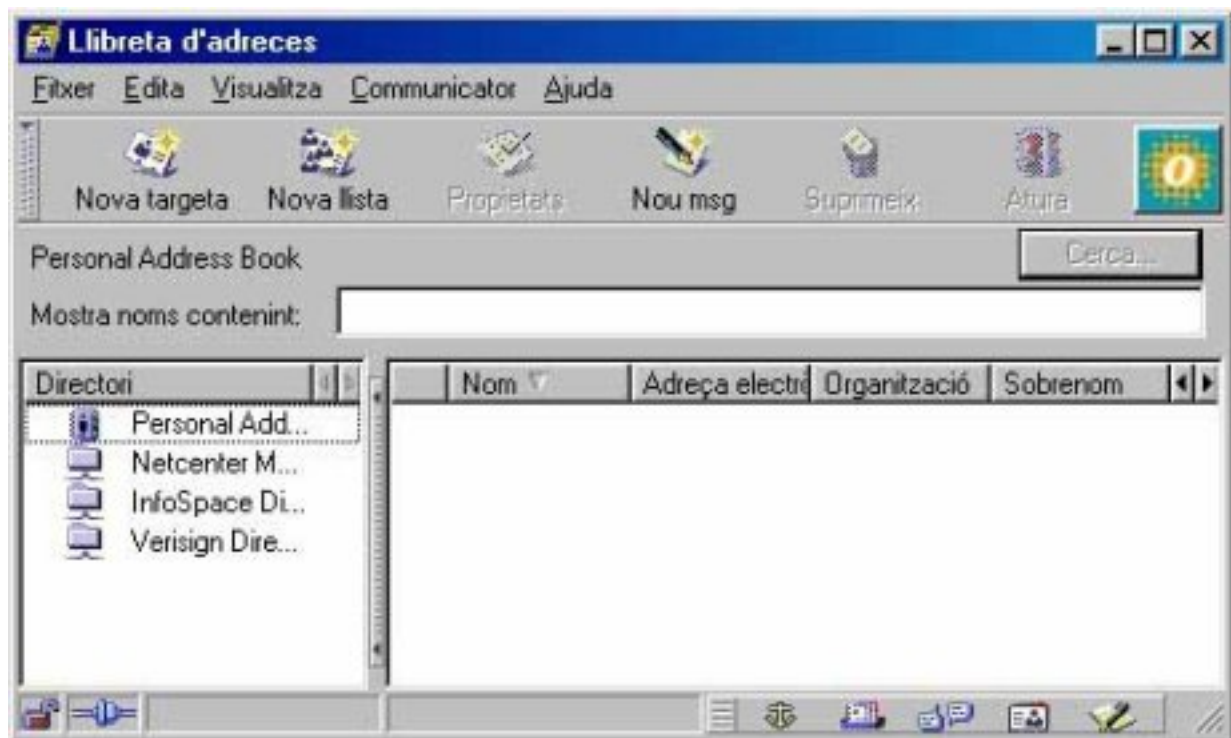 Llibreta d'adreces
Fitxer Edita Visualitza Communicator Ajuda
Nova targeta Nova llista Propietats Nou msg Suprimeix Atura
Personal Address Book
Cerca...
Mostra noms contenint:
Directori Nom Adreça electrò Organització Sobrenom
Personal Add...
Netcenter M...
InfoSpace Di...
Verisign Dire...